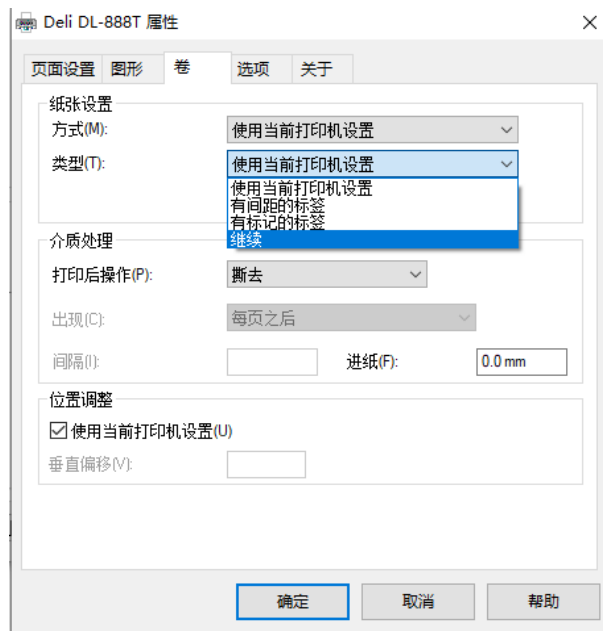 Deli DL-888T 属性
页面设置 图形 卷 选项 关于
纸张设置
方式(M): 使用当前打印机设置
类型(T): 使用当前打印机设置
使用当前打印机设置
有间距的标签
有标记的标签
继续
介质处理
打印后操作(P): 撕去
出现(C): 每页之后
间隔(I): 进纸(F): 0.0 mm
位置调整
使用当前打印机设置(U)
垂直偏移(V):
确定 取消 帮助